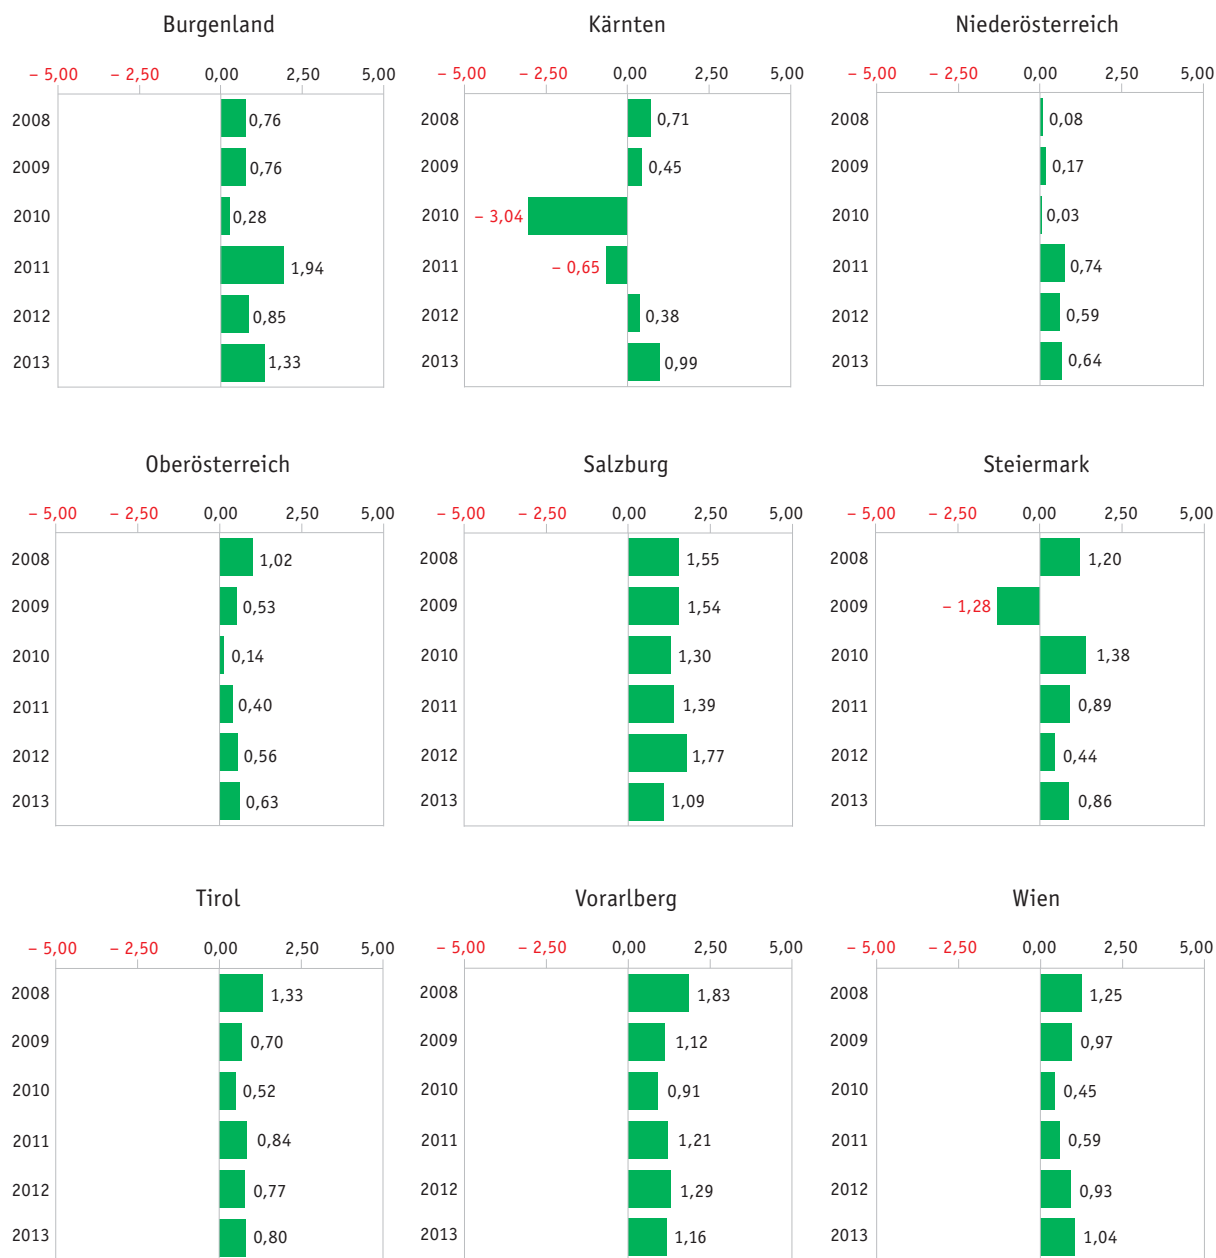 Burgenland Kärnten Niederösterreich
– 5,00 – 2,50 0,00 2,50 5,00 – 5,00 – 2,50 0,00 2,50 5,00 – 5,00 – 2,50 0,00 2,50 5,00
2008 0,76 2008 0,71 2008 0,08
2009 0,76 2009 0,45 2009 0,17
2010 0,28 2010 – 3,04 2010 0,03
2011 1,94 2011 – 0,65 2011 0,74
2012 0,85 2012 0,38 2012 0,59
2013 1,33 2013 0,99 2013 0,64
Oberösterreich Salzburg Steiermark
– 5,00 – 2,50 0,00 2,50 5,00 – 5,00 – 2,50 0,00 2,50 5,00 – 5,00 – 2,50 0,00 2,50 5,00
2008 1,02 2008 1,55 2008 1,20
2009 0,53 2009 1,54 2009 – 1,28
2010 0,14 2010 1,30 2010 1,38
2011 0,40 2011 1,39 2011 0,89
2012 0,56 2012 1,77 2012 0,44
2013 0,63 2013 1,09 2013 0,86
Tirol Vorarlberg Wien
– 5,00 – 2,50 0,00 2,50 5,00 – 5,00 – 2,50 0,00 2,50 5,00 – 5,00 – 2,50 0,00 2,50 5,00
2008 1,33 2008 1,83 2008 1,25
2009 0,70 2009 1,12 2009 0,97
2010 0,52 2010 0,91 2010 0,45
2011 0,84 2011 1,21 2011 0,59
2012 0,77 2012 1,29 2012 0,93
2013 0,80 2013 1,16 2013 1,04